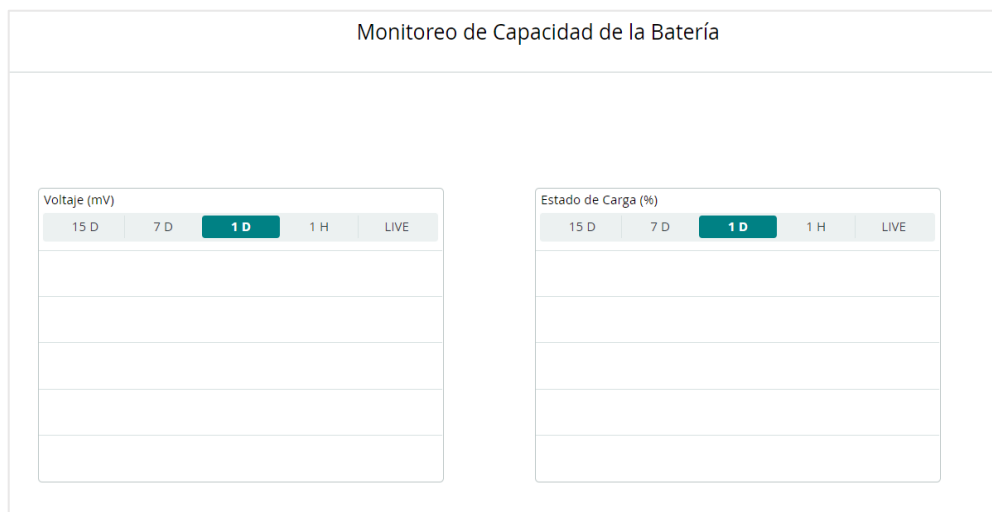 Monitoreo de Capacidad de la Batería
Voltaje (mV)
15 D 7 D 1 D 1 H LIVE
Estado de Carga (%)
15 D 7 D 1 D 1 H LIVE